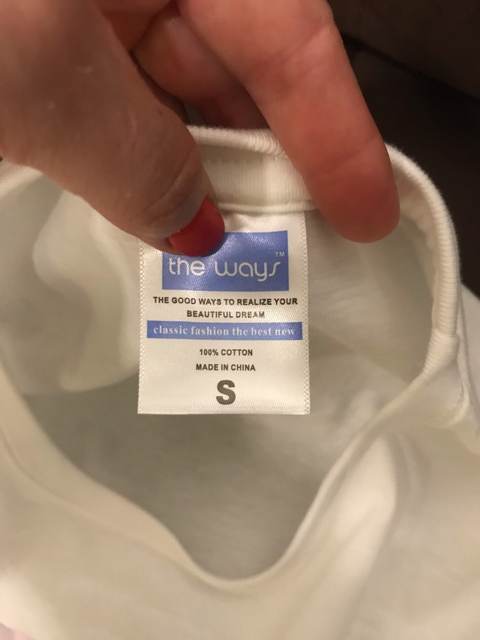 the ways™
THE GOOD WAYS TO REALIZE YOUR
BEAUTIFUL DREAM
classic fashion the best new
100% COTTON
MADE IN CHINA
S